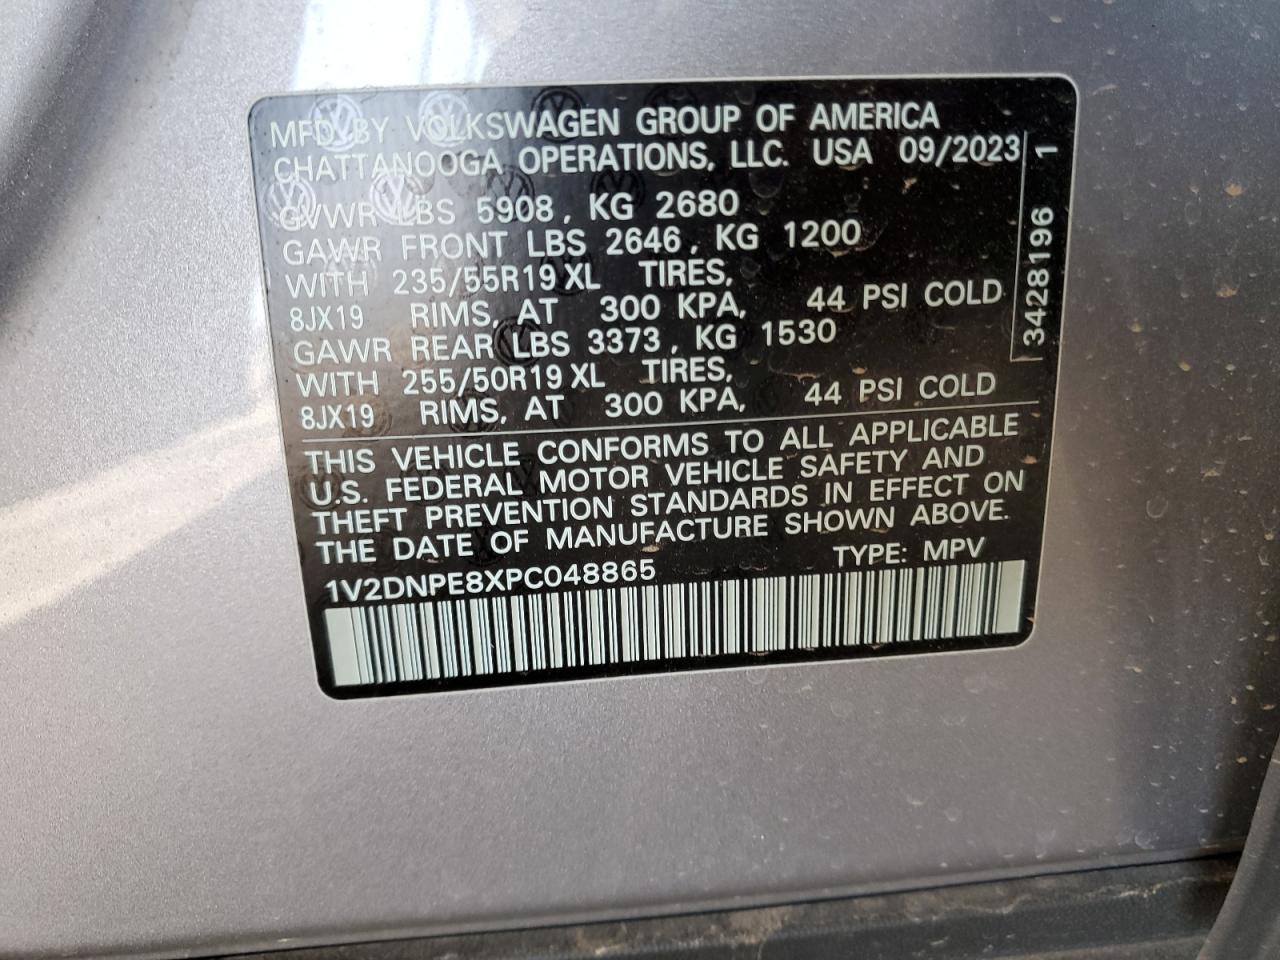 MFD. BY VOLKSWAGEN GROUP OF AMERICA
CHATTANOOGA OPERATIONS, LLC. USA 09/2023
GVWR LBS 5908, KG 2680
GAWR FRONT LBS 2646, KG 1200
WITH 235/55R19 XL TIRES,
8JX19 RIMS, AT 300 KPA, 44 PSI COLD
GAWR REAR LBS 3373, KG 1530
WITH 255/50R19 XL TIRES,
8JX19 RIMS, AT 300 KPA, 44 PSI COLD
THIS VEHICLE CONFORMS TO ALL APPLICABLE
U.S. FEDERAL MOTOR VEHICLE SAFETY AND
THEFT PREVENTION STANDARDS IN EFFECT ON
THE DATE OF MANUFACTURE SHOWN ABOVE.
TYPE: MPV
1V2DNPE8XPC048865
3428196 1